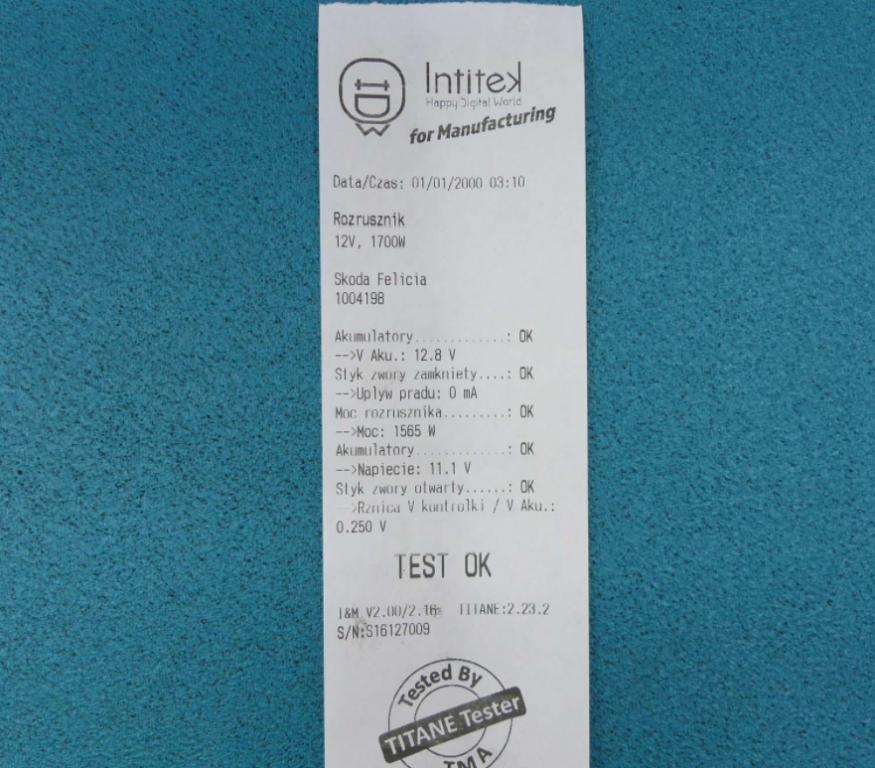 Intitek
Happy Digital World
for Manufacturing
Data/Czas: 01/01/2000 03:10
Rozrusznik
12V, 1700W
Skoda Felicia
1004198
Akumulatory.............: OK
-->V Aku.: 12.8 V
Styk zwory zamkniety....: OK
-->Uplyw pradu: 0 mA
Moc rozrusznika.........: OK
-->Moc: 1565 W
Akumulatory.............: OK
-->Napiecie: 11.1 V
Styk zwory otwarty......: OK
-->Rznica V kontrolki / V Aku.:
0.250 V
TEST OK
I&M V2.00/2.16 TITANE:2.23.2
S/N:S16127009
Tested By
TITANE Tester
TMA